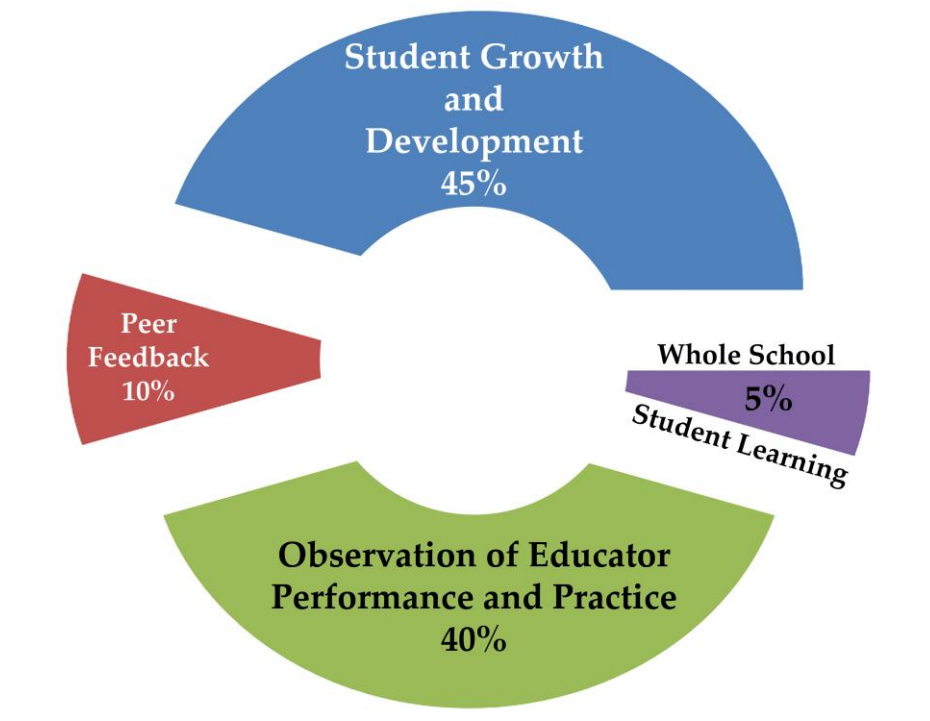 Student Growth
and
Development
45%
Peer
Feedback
10%
Whole School
5%
Student Learning
Observation of Educator
Performance and Practice
40%